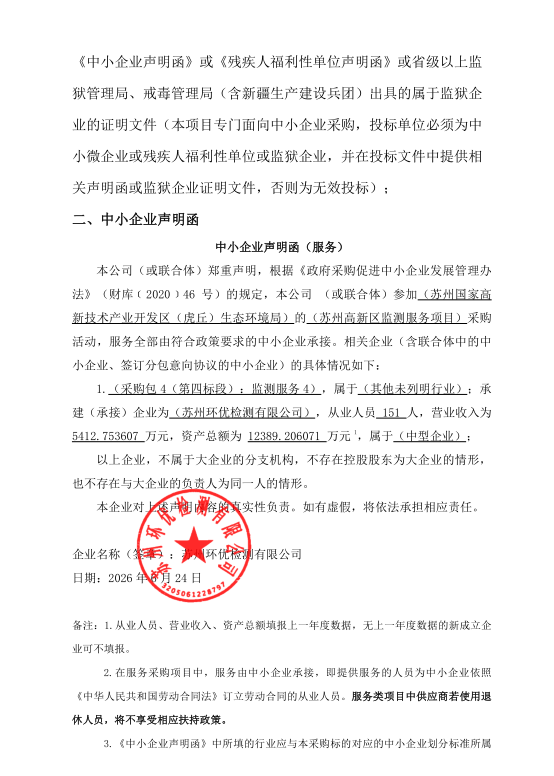 《中小企业声明函》或《残疾人福利性单位声明函》或省级以上监
狱管理局、戒毒管理局（含新疆生产建设兵团）出具的属于监狱企
业的证明文件（本项目专门面向中小企业采购，投标单位必须为中
小微企业或残疾人福利性单位或监狱企业，并在投标文件中提供相
关声明函或监狱企业证明文件，否则为无效投标）；
二、中小企业声明函
中小企业声明函（服务）
本公司（或联合体）郑重声明，根据《政府采购促进中小企业发展管理办
法》（财库﹝2020﹞46 号）的规定，本公司 （或联合体）参加（苏州国家高
新技术产业开发区（虎丘）生态环境局）的（苏州高新区监测服务项目）采购
活动，服务全部由符合政策要求的中小企业承接。相关企业（含联合体中的中
小企业、签订分包意向协议的中小企业）的具体情况如下：
1.（采购包 4（第四标段）：监测服务 4），属于（其他未列明行业）；承
建（承接）企业为（苏州环优检测有限公司），从业人员 151 人，营业收入为
5412.753607 万元，资产总额为 12389.206071 万元¹，属于（中型企业）；
以上企业，不属于大企业的分支机构，不存在控股股东为大企业的情形，
也不存在与大企业的负责人为同一人的情形。
本企业对上述声明内容的真实性负责。如有虚假，将依法承担相应责任。
企业名称（签章）：苏州环优检测有限公司
日期：2026 年 月 24 日
苏州环优检测有限公司
3205061228797
备注：1.从业人员、营业收入、资产总额填报上一年度数据，无上一年度数据的新成立企
业可不填报。
2.在服务采购项目中，服务由中小企业承接，即提供服务的人员为中小企业依照
《中华人民共和国劳动合同法》订立劳动合同的从业人员。服务类项目中供应商若使用退
休人员，将不享受相应扶持政策。
3.《中小企业声明函》中所填的行业应与本采购标的对应的中小企业划分标准所属